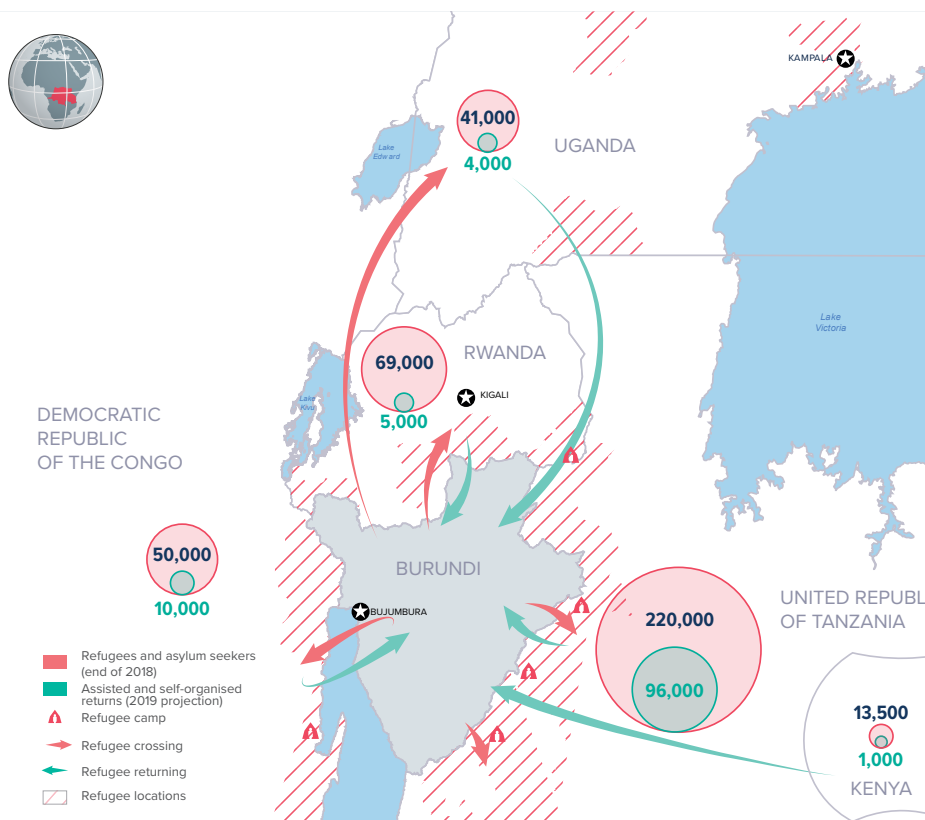 KAMPALA
41,000
4,000
UGANDA
Lake
Edward
Lake
Victoria
RWANDA
69,000
5,000
KIGALI
Lake
Kivu
DEMOCRATIC
REPUBLIC
OF THE CONGO
50,000
10,000
BURUNDI
BUJUMBURA
220,000
96,000
UNITED REPUBL
OF TANZANIA
13,500
1,000
KENYA
Refugees and asylum seekers
(end of 2018)
Assisted and self-organised
returns (2019 projection)
Refugee camp
Refugee crossing
Refugee returning
Refugee locations